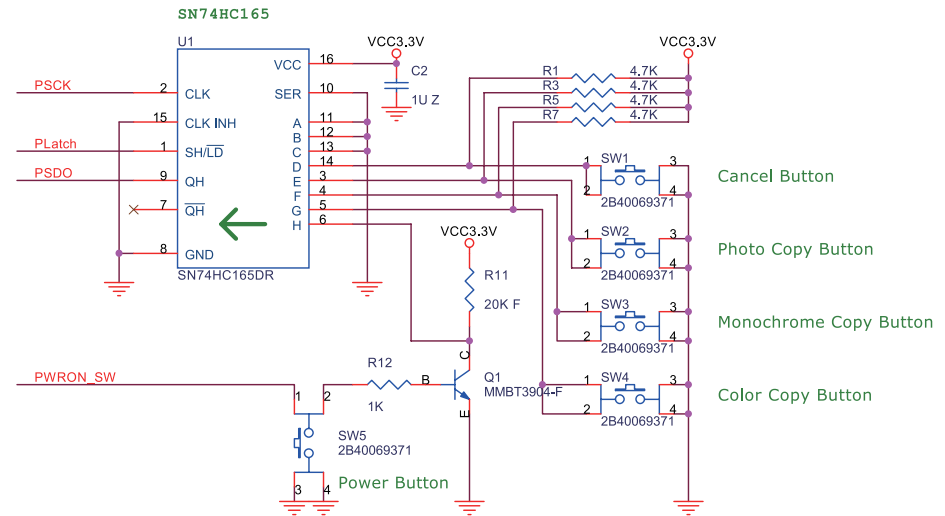 SN74HC165
U1
VCC3.3V
VCC3.3V
VCC 16
C2
1U Z
R1 4.7K
R3 4.7K
R5 4.7K
R7 4.7K
PSCK 2 CLK
SER 10
15 CLK INH
A 11
B 12
C 13
PLatch 1 SH/LD
D 14
PSDO 9 QH
E 3
F 4
7 QH
G 5
H 6
8 GND
SN74HC165DR
1 SW1 3
2 4
2B40069371
Cancel Button
1 SW2 3
2 4
2B40069371
Photo Copy Button
VCC3.3V
R11
20K F
1 SW3 3
2 4
2B40069371
Monochrome Copy Button
PWRON_SW
R12
1K
B
C
E
Q1
MMBT3904-F
1 SW4 3
2 4
2B40069371
Color Copy Button
1 2
SW5
2B40069371
3 4
Power Button